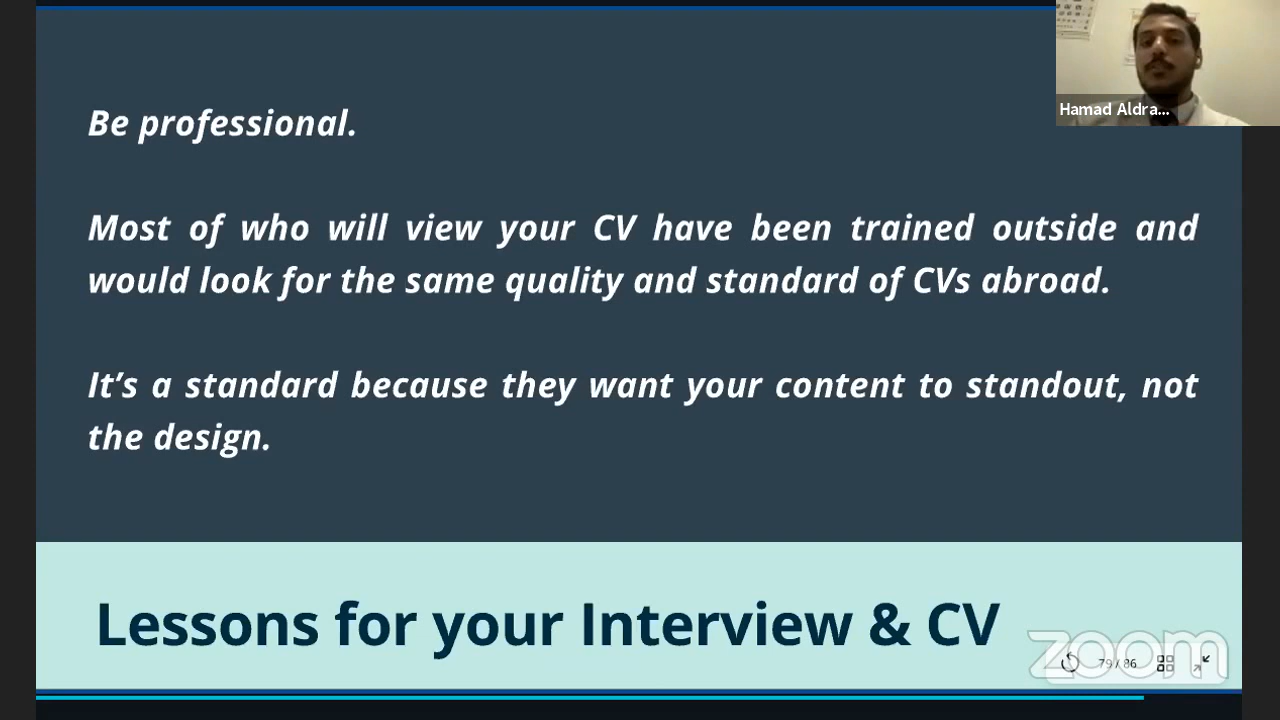 Be professional.
Most of who will view your CV have been trained outside and
would look for the same quality and standard of CVs abroad.
It's a standard because they want your content to standout, not
the design.
Hamad Aldra...
Lessons for your Interview & CV
zoom
79 / 86